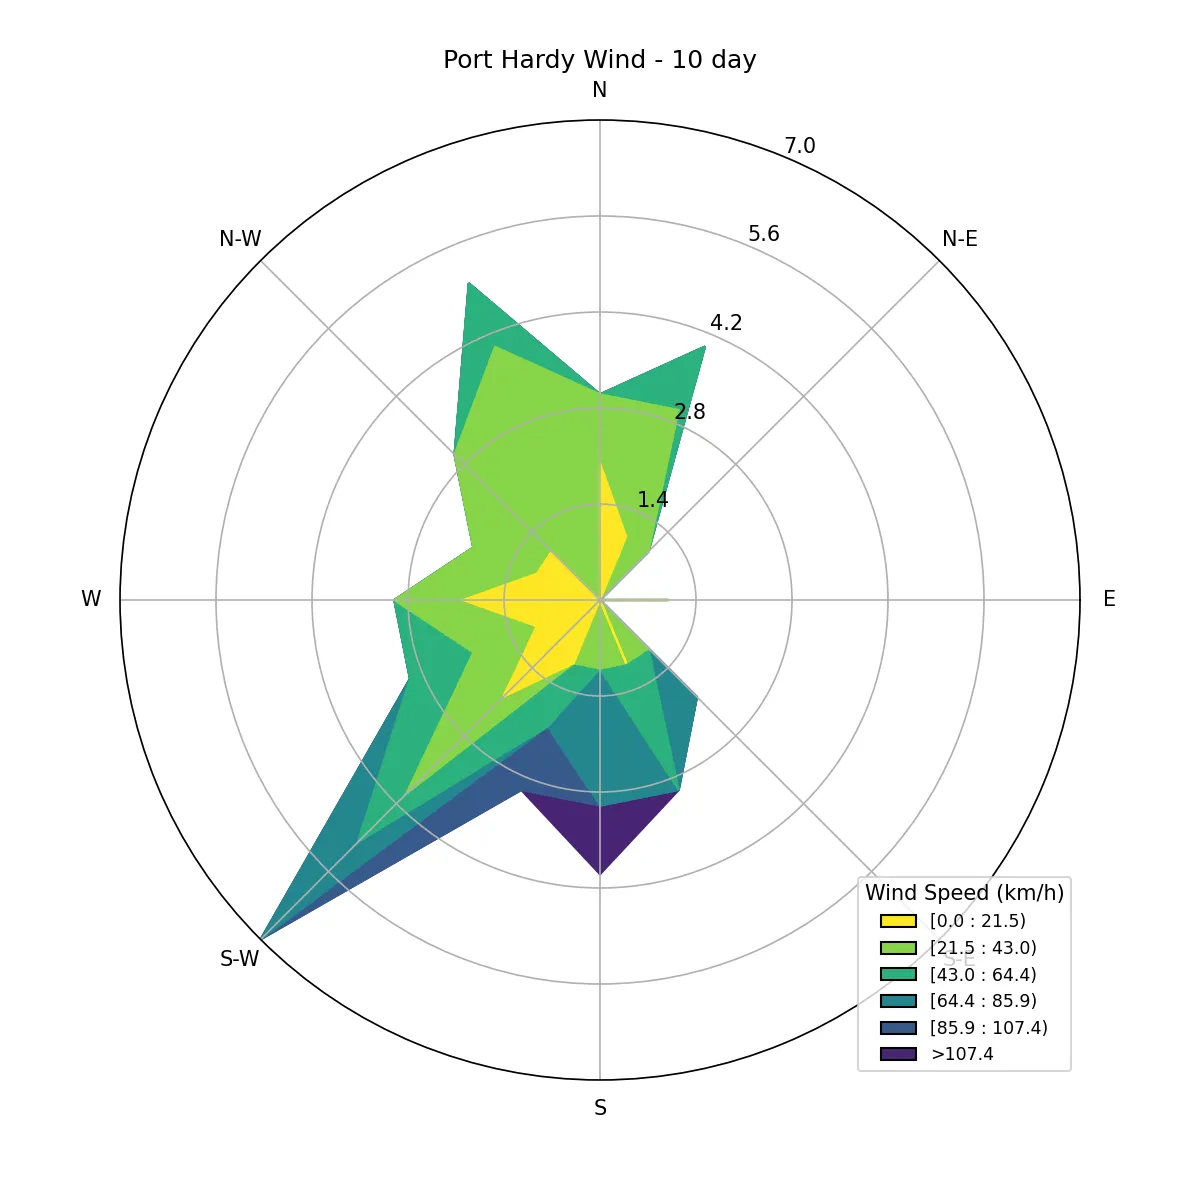 Port Hardy Wind - 10 day
N
7.0
N-W
5.6
N-E
4.2
2.8
1.4
W
E
S-W
S-E
Wind Speed (km/h)
[0.0 : 21.5)
[21.5 : 43.0)
[43.0 : 64.4)
[64.4 : 85.9)
[85.9 : 107.4)
>107.4
S